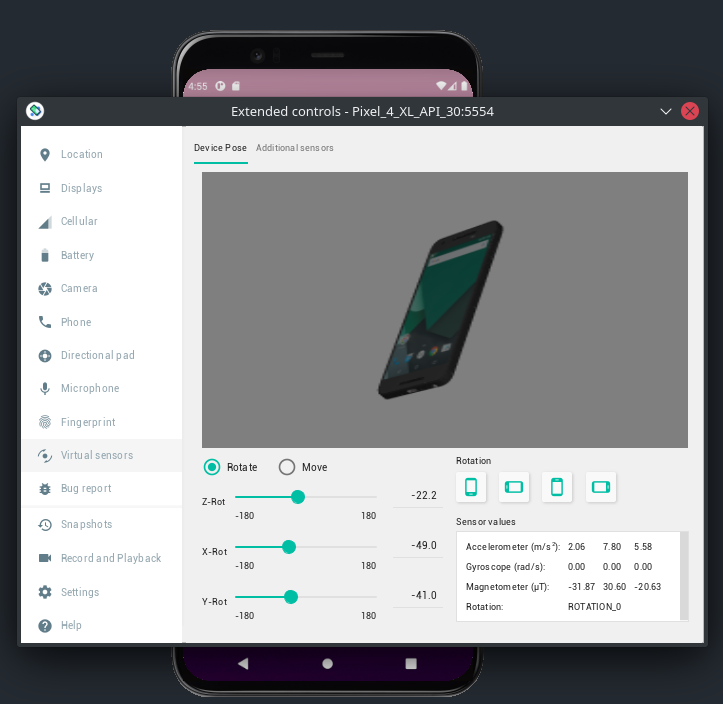 4:55
Extended controls - Pixel_4_XL_API_30:5554
Location
Displays
Cellular
Battery
Camera
Phone
Directional pad
Microphone
Fingerprint
Virtual sensors
Bug report
Snapshots
Record and Playback
Settings
Help
Device Pose Additional sensors
Rotate Move
Z-Rot -22.2
-180 180
X-Rot -49.0
-180 180
Y-Rot -41.0
-180 180
Rotation
Sensor values
Accelerometer (m/s²): 2.06 7.80 5.58
Gyroscope (rad/s): 0.00 0.00 0.00
Magnetometer (μT): -31.87 30.60 -20.63
Rotation: ROTATION_0